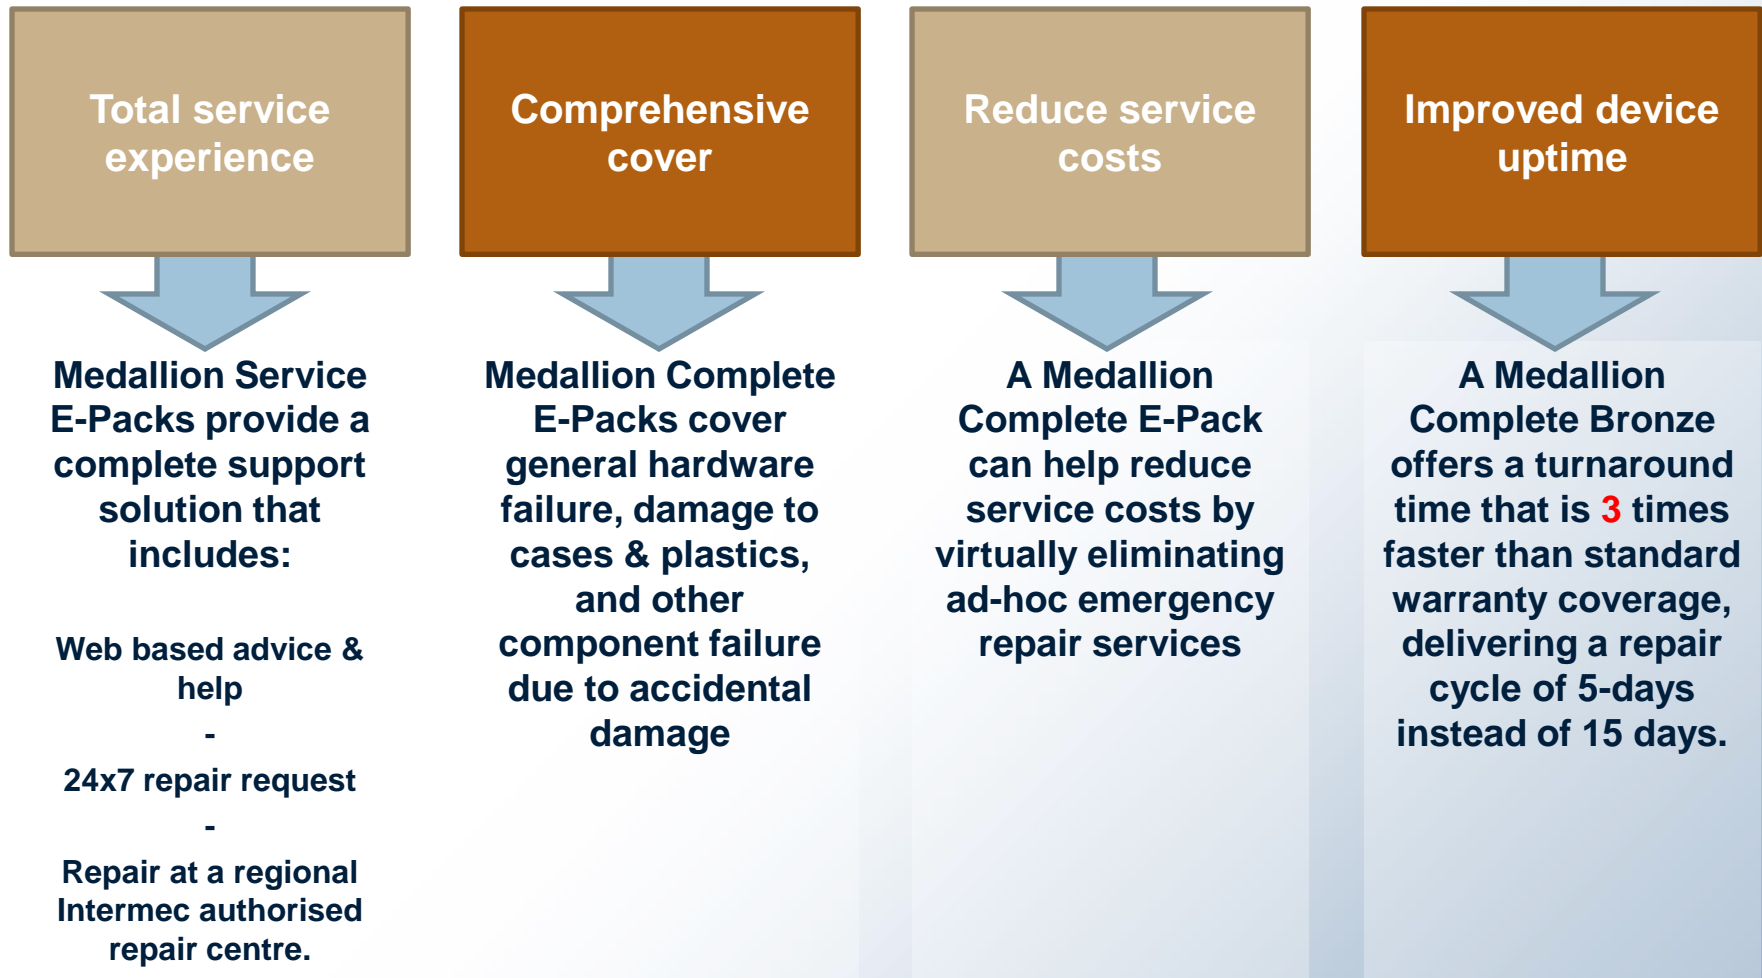 Total service
experience
Medallion Service
E-Packs provide a
complete support
solution that
includes:
Web based advice &
help
-
24x7 repair request
-
Repair at a regional
Intermec authorised
repair centre.
Comprehensive
cover
Medallion Complete
E-Packs cover
general hardware
failure, damage to
cases & plastics,
and other
component failure
due to accidental
damage
Reduce service
costs
A Medallion
Complete E-Pack
can help reduce
service costs by
virtually eliminating
ad-hoc emergency
repair services
Improved device
uptime
A Medallion
Complete Bronze
offers a turnaround
time that is 3 times
faster than standard
warranty coverage,
delivering a repair
cycle of 5-days
instead of 15 days.